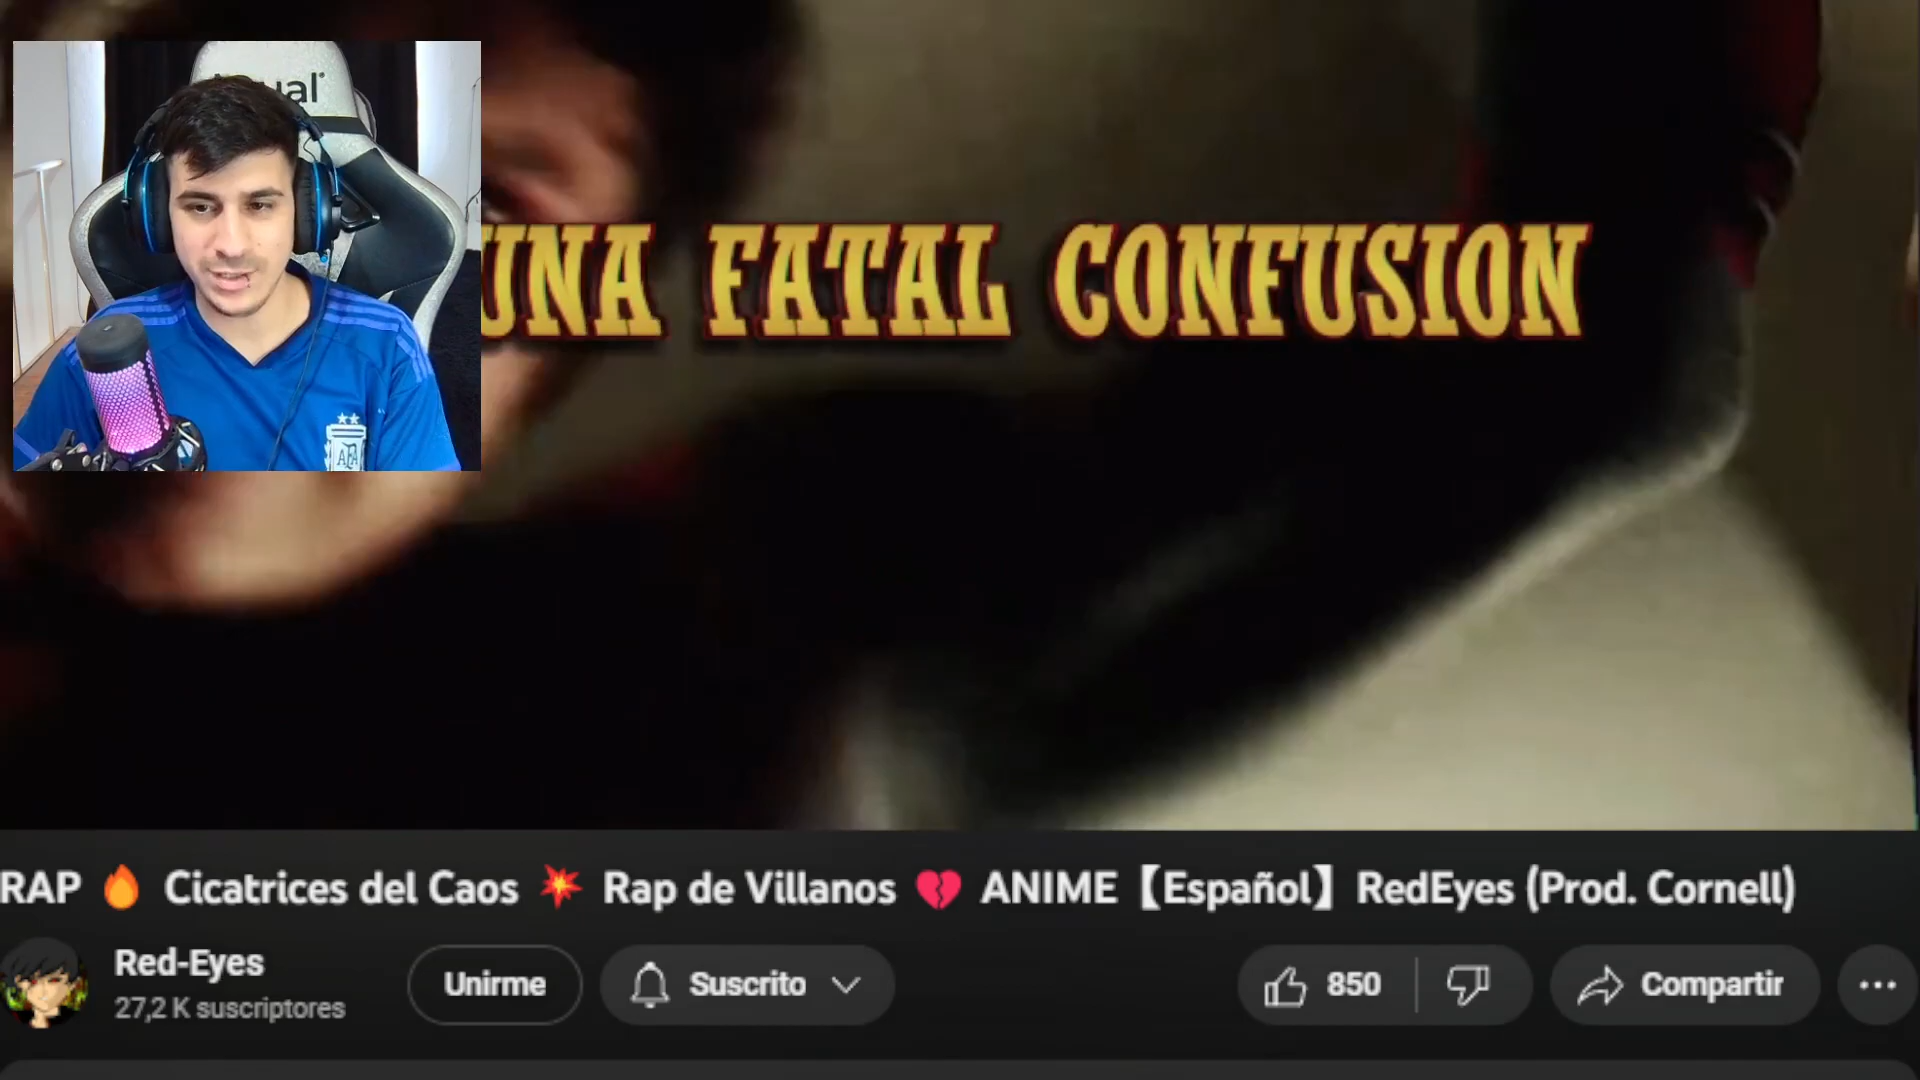 UNA FATAL CONFUSION
AFA
RAP 🔥 Cicatrices del Caos 💥 Rap de Villanos 💔 ANIME【Español】RedEyes (Prod. Cornell)
Red-Eyes
27,2 K suscriptores
Unirme
Suscrito
850
Compartir